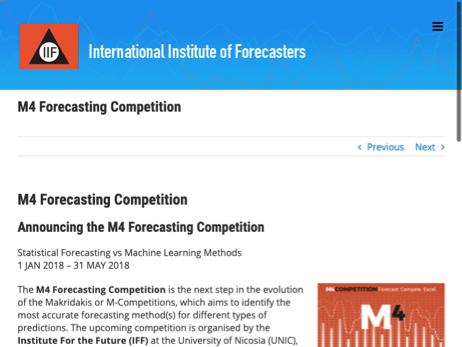 IIF
International Institute of Forecasters
M4 Forecasting Competition
Previous Next
M4 Forecasting Competition
Announcing the M4 Forecasting Competition
Statistical Forecasting vs Machine Learning Methods
1 JAN 2018 – 31 MAY 2018
The M4 Forecasting Competition is the next step in the evolution
of the Makridakis or M-Competitions, which aims to identify the
most accurate forecasting method(s) for different types of
predictions. The upcoming competition is organised by the
Institute For the Future (IFF) at the University of Nicosia (UNIC),
M4COMPETITION Forecast. Compete. Excel.
M4